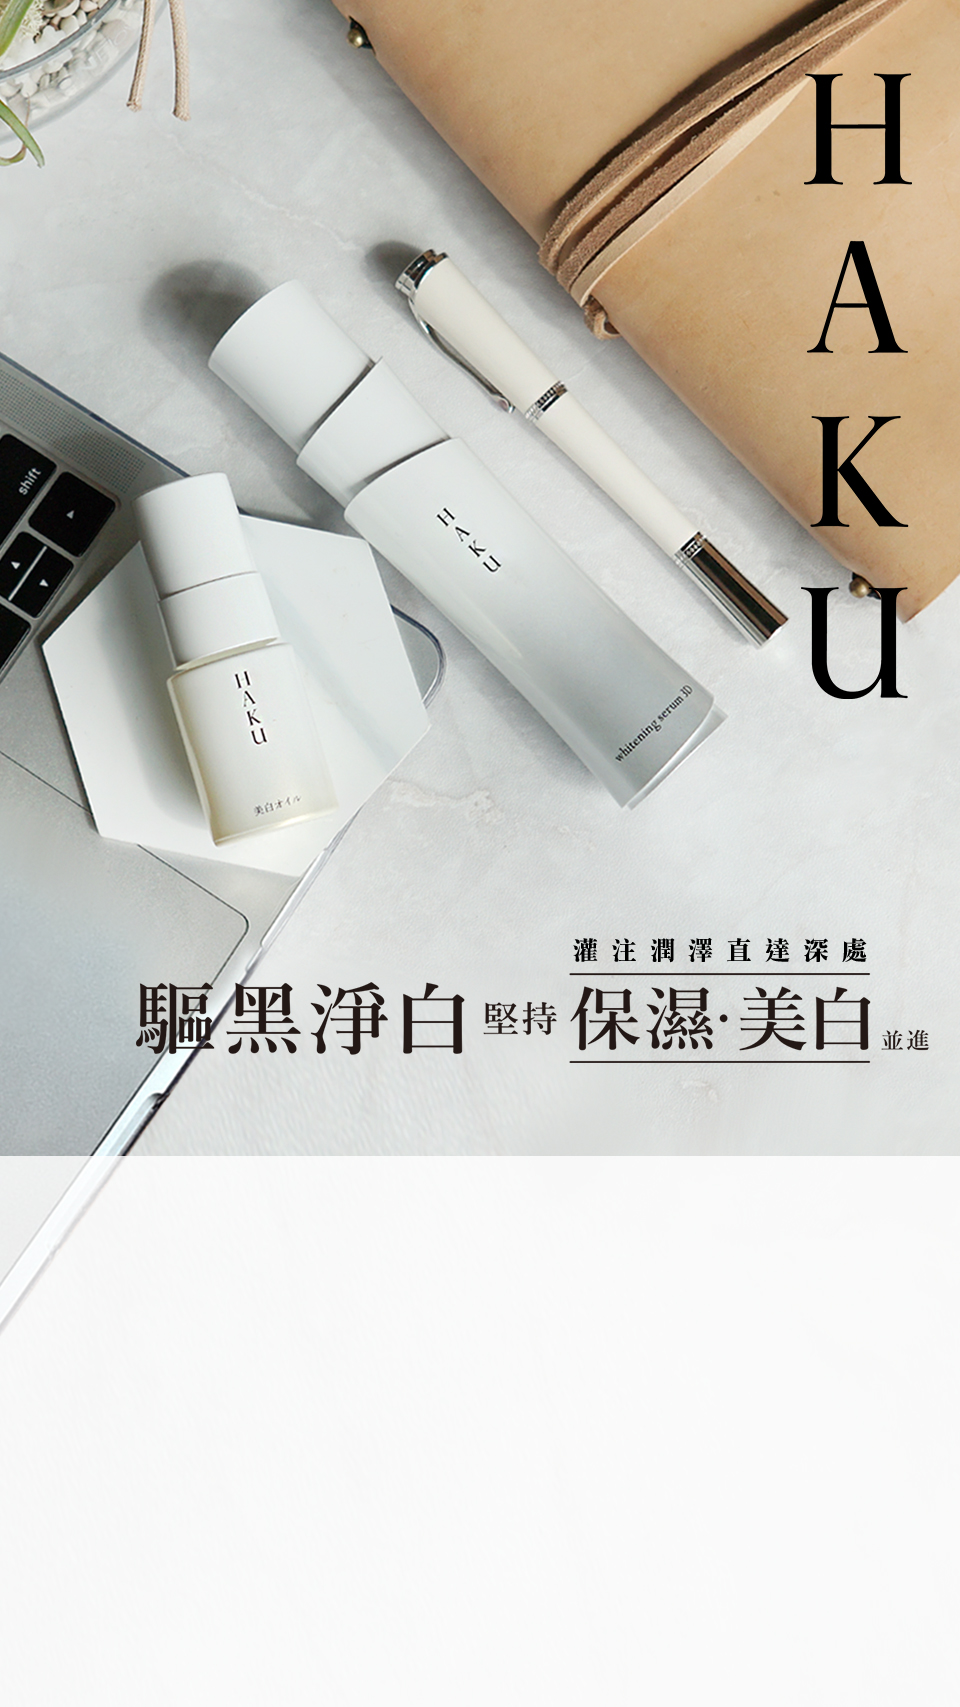 HAKU
shift
HAKU
whitening serum 3D
HAKU
美白オイル
灌注潤澤直達深處
驅黑淨白 堅持 保濕·美白 並進